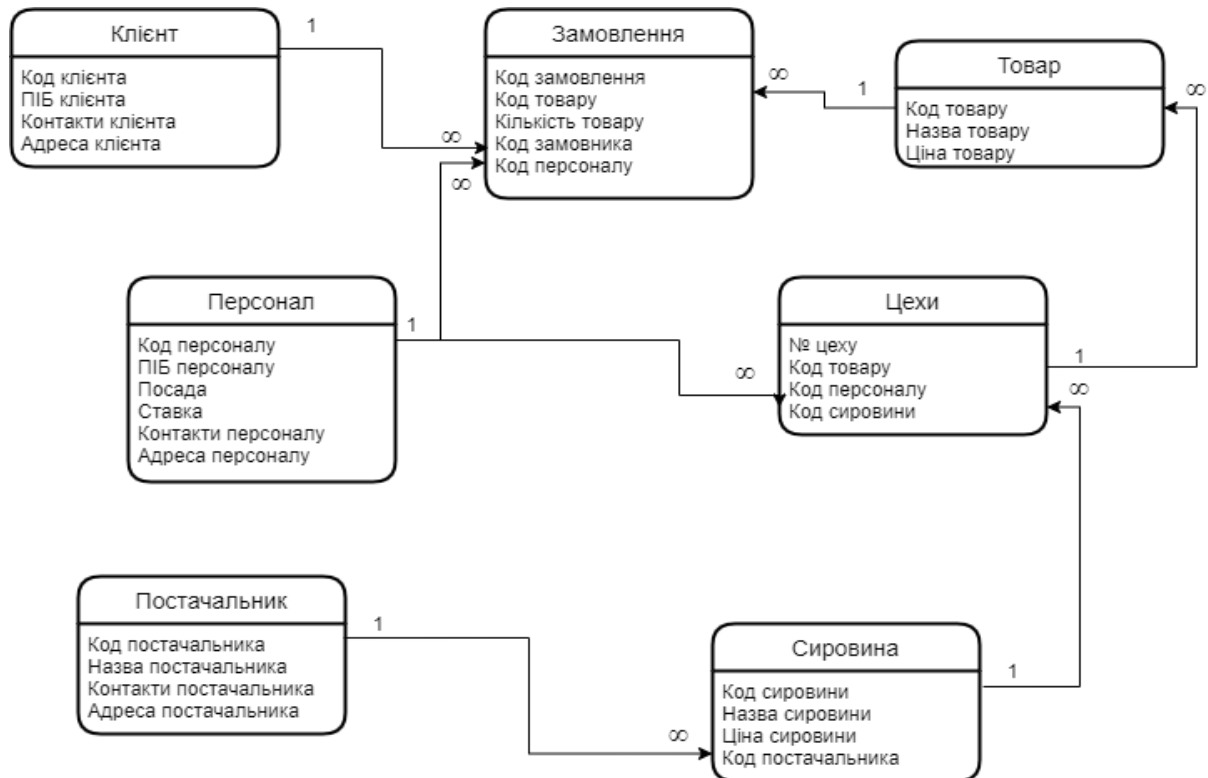 Клієнт
Код клієнта
ПІБ клієнта
Контакти клієнта
Адреса клієнта
1
∞
Замовлення
Код замовлення
Код товару
Кількість товару
Код замовника
Код персоналу
∞
∞
1
Товар
Код товару
Назва товару
Ціна товару
∞
Персонал
Код персоналу
ПІБ персоналу
Посада
Ставка
Контакти персоналу
Адреса персоналу
1
∞
Цехи
№ цеху
Код товару
Код персоналу
Код сировини
1
∞
Постачальник
Код постачальника
Назва постачальника
Контакти постачальника
Адреса постачальника
1
∞
Сировина
Код сировини
Назва сировини
Ціна сировини
Код постачальника
1